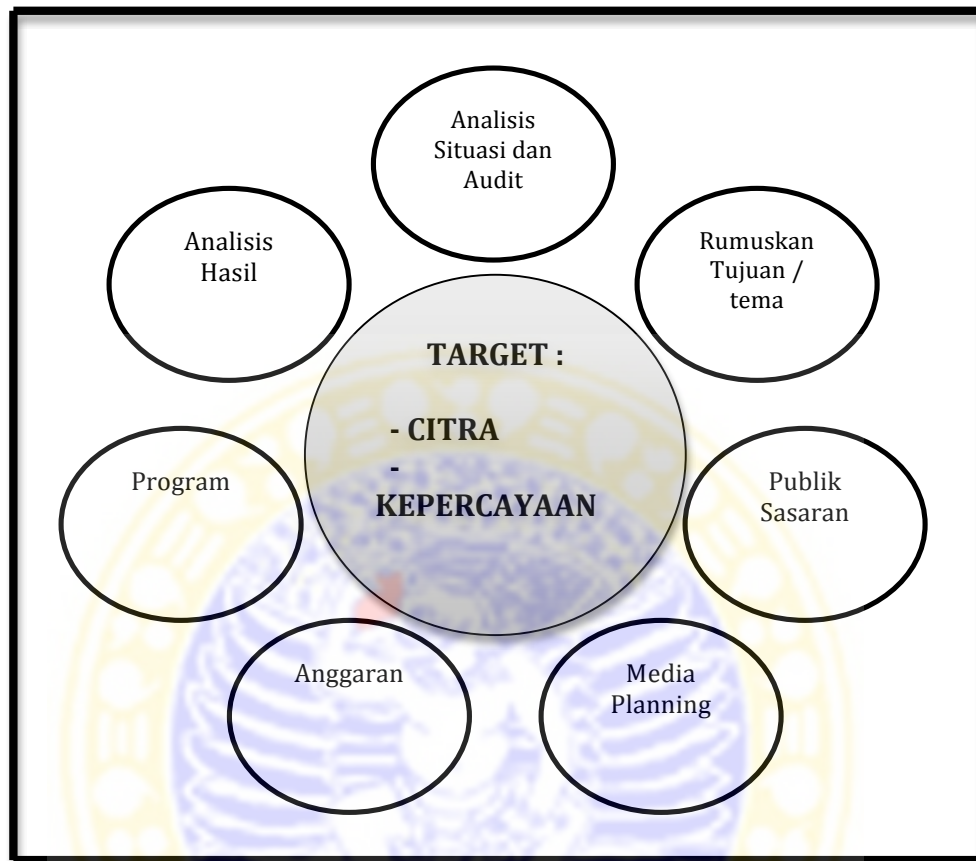 Analisis
Situasi dan
Audit
Rumuskan
Tujuan /
tema
Publik
Sasaran
Media
Planning
Anggaran
Program
Analisis
Hasil
TARGET :
- CITRA
-
KEPERCAYAAN